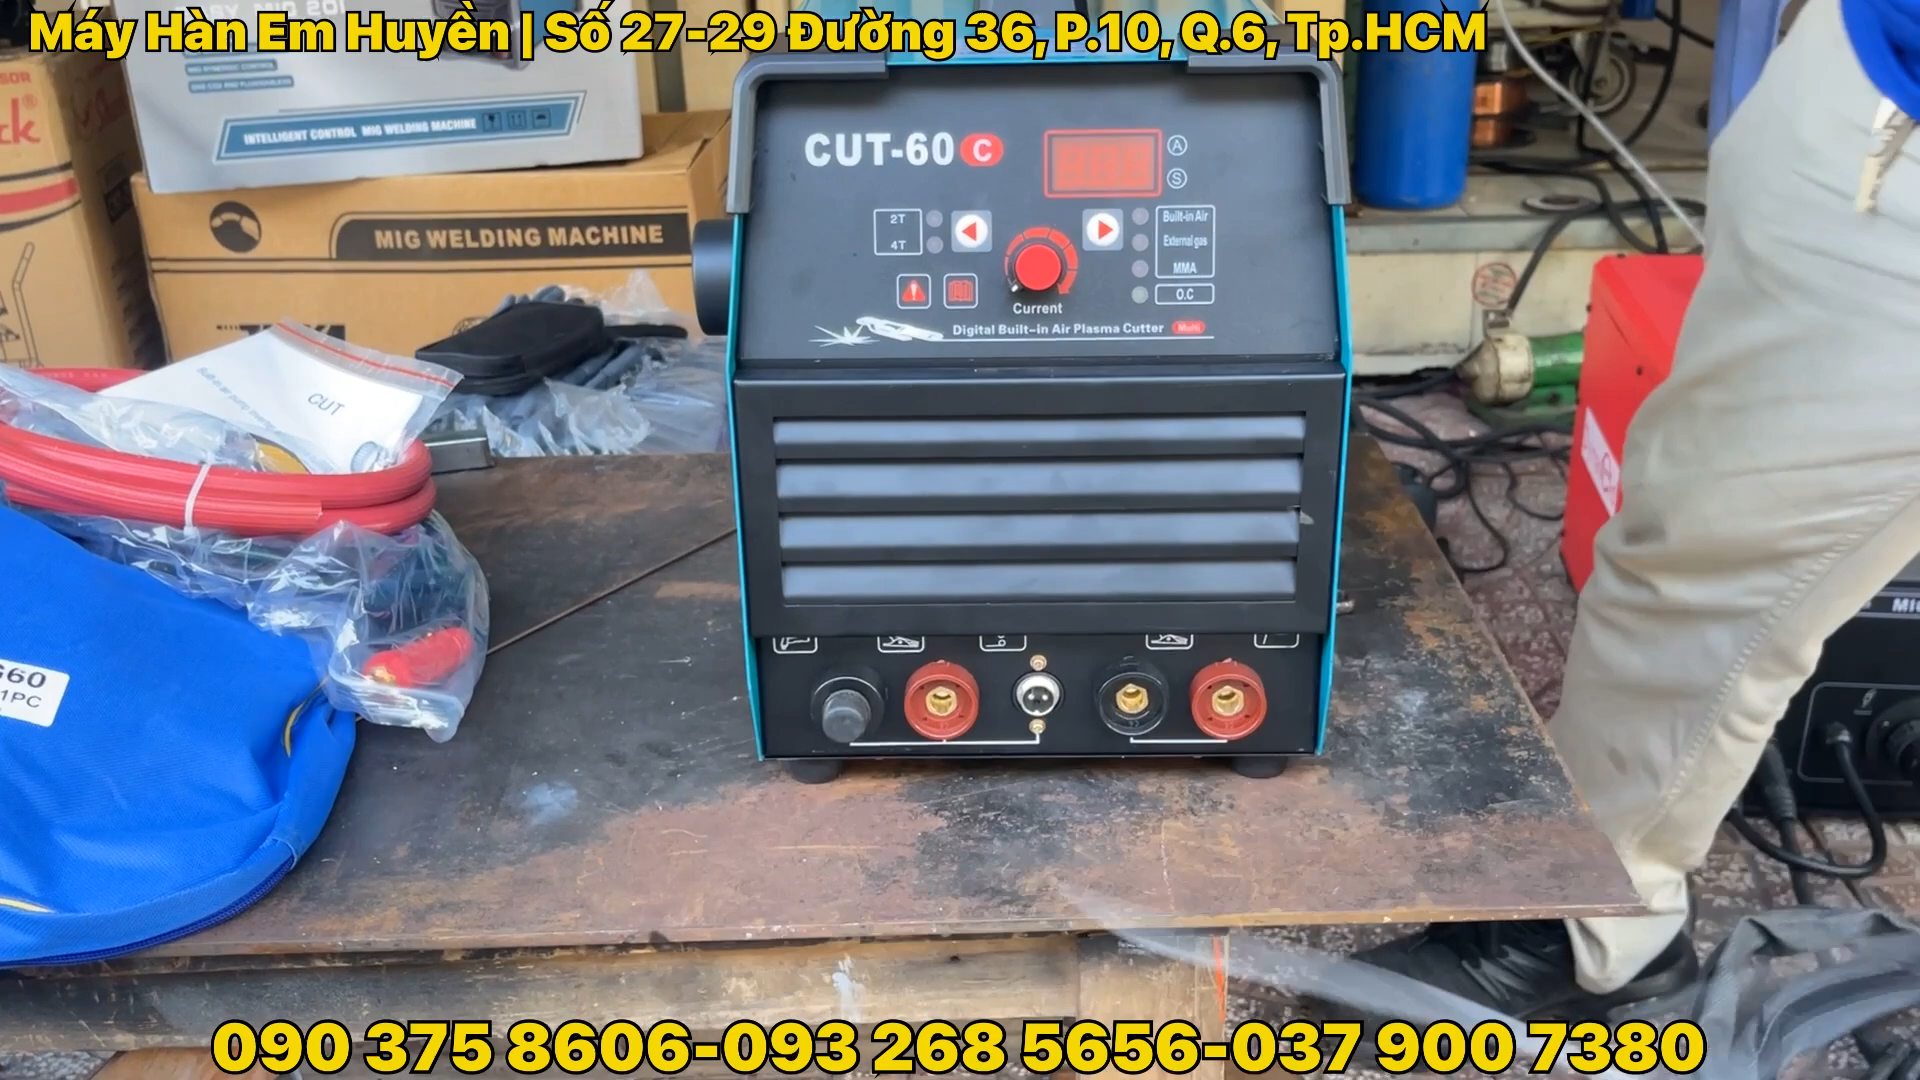 Máy Hàn Em Huyền | Số 27-29 Đường 36, P.10, Q.6, Tp.HCM
INTELLIGENT CONTROL MIG WELDING MACHINE
MIG WELDING MACHINE
CUT-60 C
A
S
2T
4T
Built-in Air
External gas
MMA
O.C
Current
Digital Built-in Air Plasma Cutter Multi
CUT
1PC
090 375 8606-093 268 5656-037 900 7380